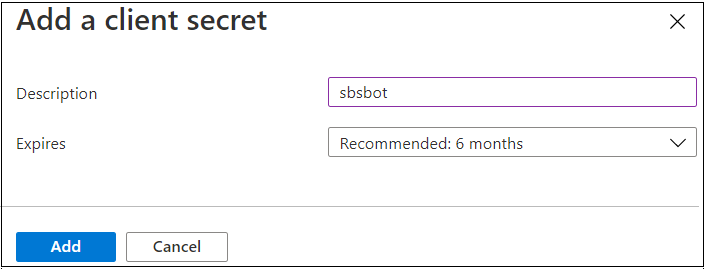 Add a client secret
Description
sbsbot
Expires
Recommended: 6 months
Add
Cancel